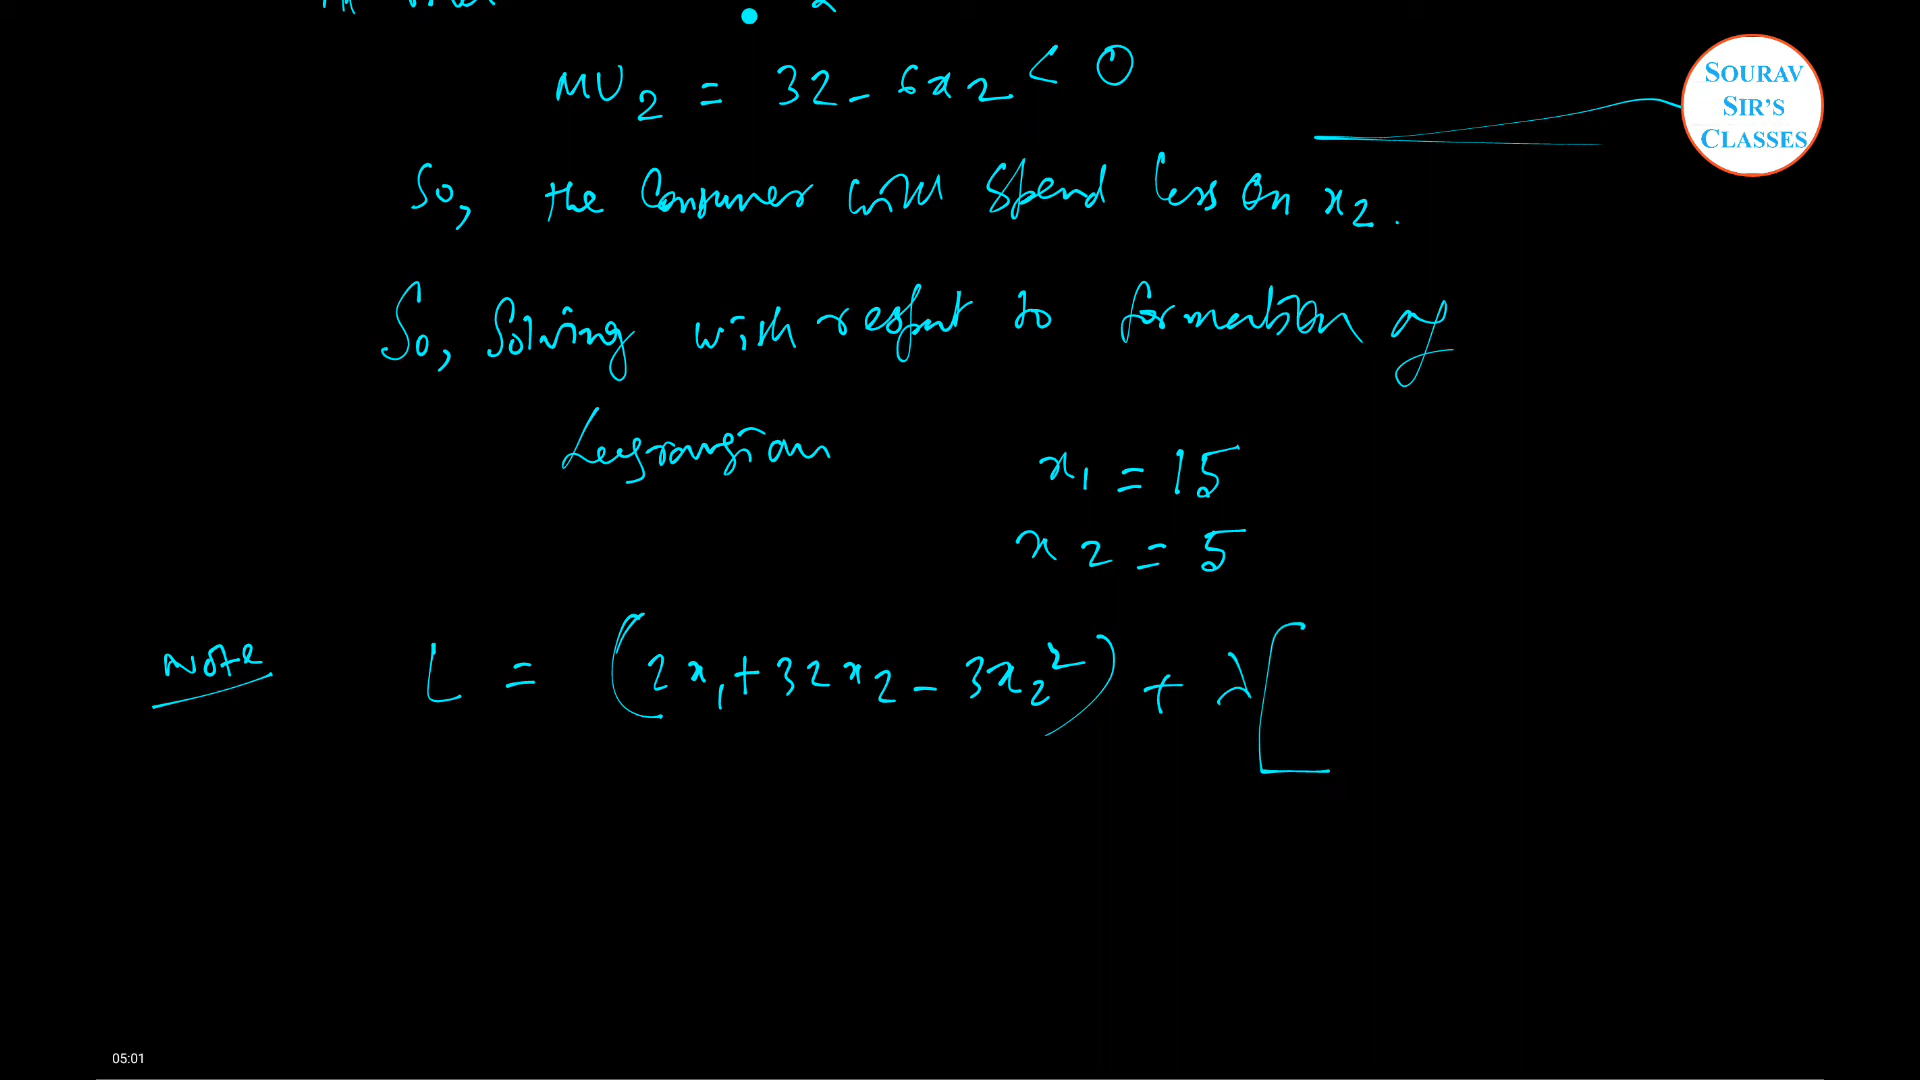 MU₂ = 32 - 6x₂ < 0
SOURAV
SIR'S
CLASSES
So, the Consumer will spend less on x₂.
So, Solving with respect to formation of
Lagrangian
x₁ = 15
x₂ = 5
Note L = (2x₁ + 32x₂ - 3x₂²) + λ[
05:01